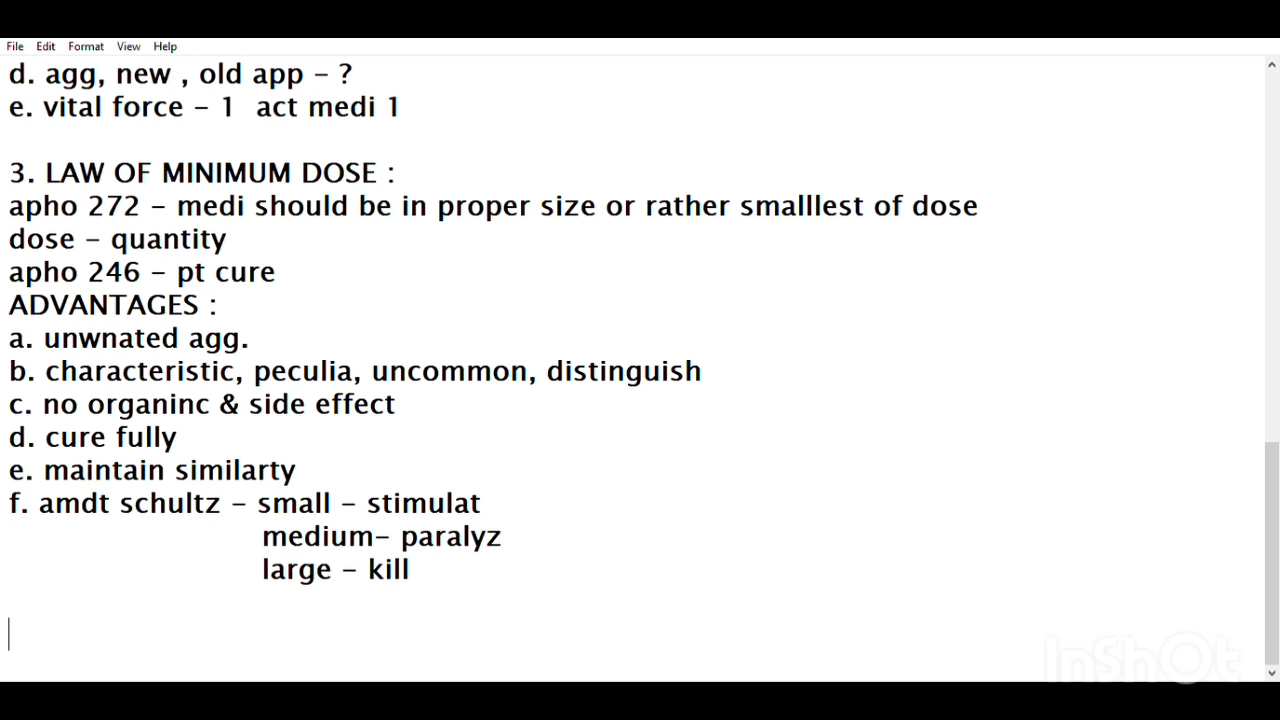 File Edit Format View Help
d. agg, new , old app – ?
e. vital force – 1 act medi 1
3. LAW OF MINIMUM DOSE :
apho 272 – medi should be in proper size or rather smalllest of dose
dose – quantity
apho 246 – pt cure
ADVANTAGES :
a. unwnated agg.
b. characteristic, peculia, uncommon, distinguish
c. no organinc & side effect
d. cure fully
e. maintain similarty
f. amdt schultz – small – stimulat
medium– paralyz
large – kill
InShOt